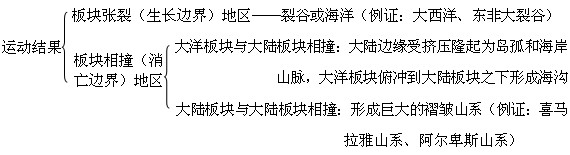 板块张裂（生长边界）地区——裂谷或海洋（例证：大西洋、东非大裂谷）
运动结果
大洋板块与大陆板块相撞：大陆边缘受挤压隆起为岛孤和海岸
板块相撞（消
亡边界）地区
山脉，大洋板块俯冲到大陆板块之下形成海沟
大陆板块与大陆板块相撞：形成巨大的褶皱山系（例证：喜马
拉雅山系、阿尔卑斯山系）